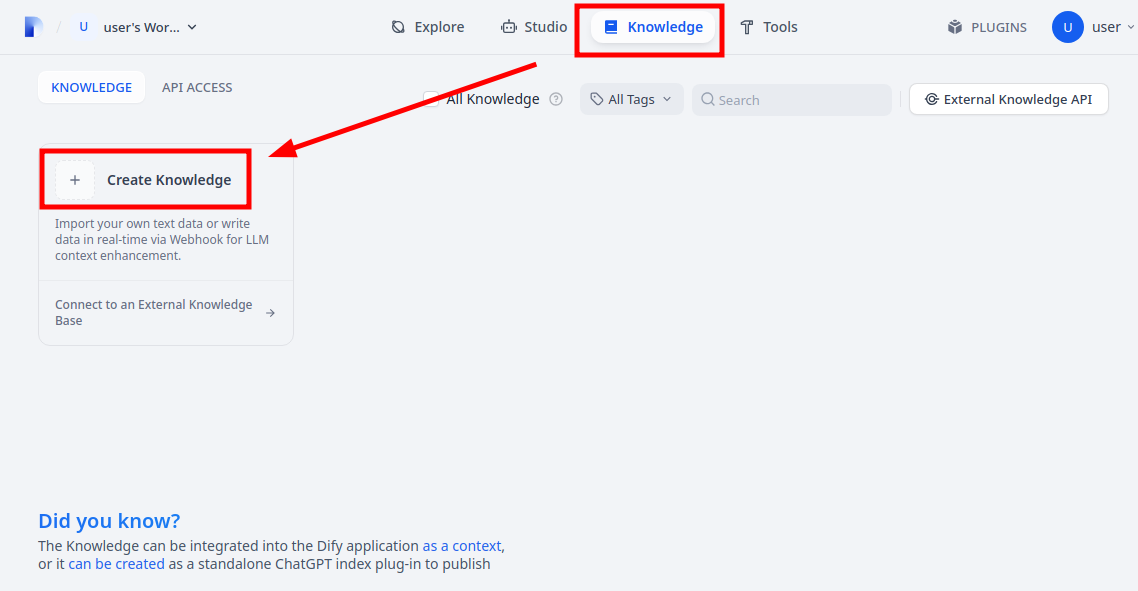 U user's Wor...
Explore
Studio
Knowledge
Tools
PLUGINS
U user
KNOWLEDGE
API ACCESS
All Knowledge
All Tags
Search
External Knowledge API
+ Create Knowledge
Import your own text data or write
data in real-time via Webhook for LLM
context enhancement.
Connect to an External Knowledge
Base
Did you know?
The Knowledge can be integrated into the Dify application as a context,
or it can be created as a standalone ChatGPT index plug-in to publish